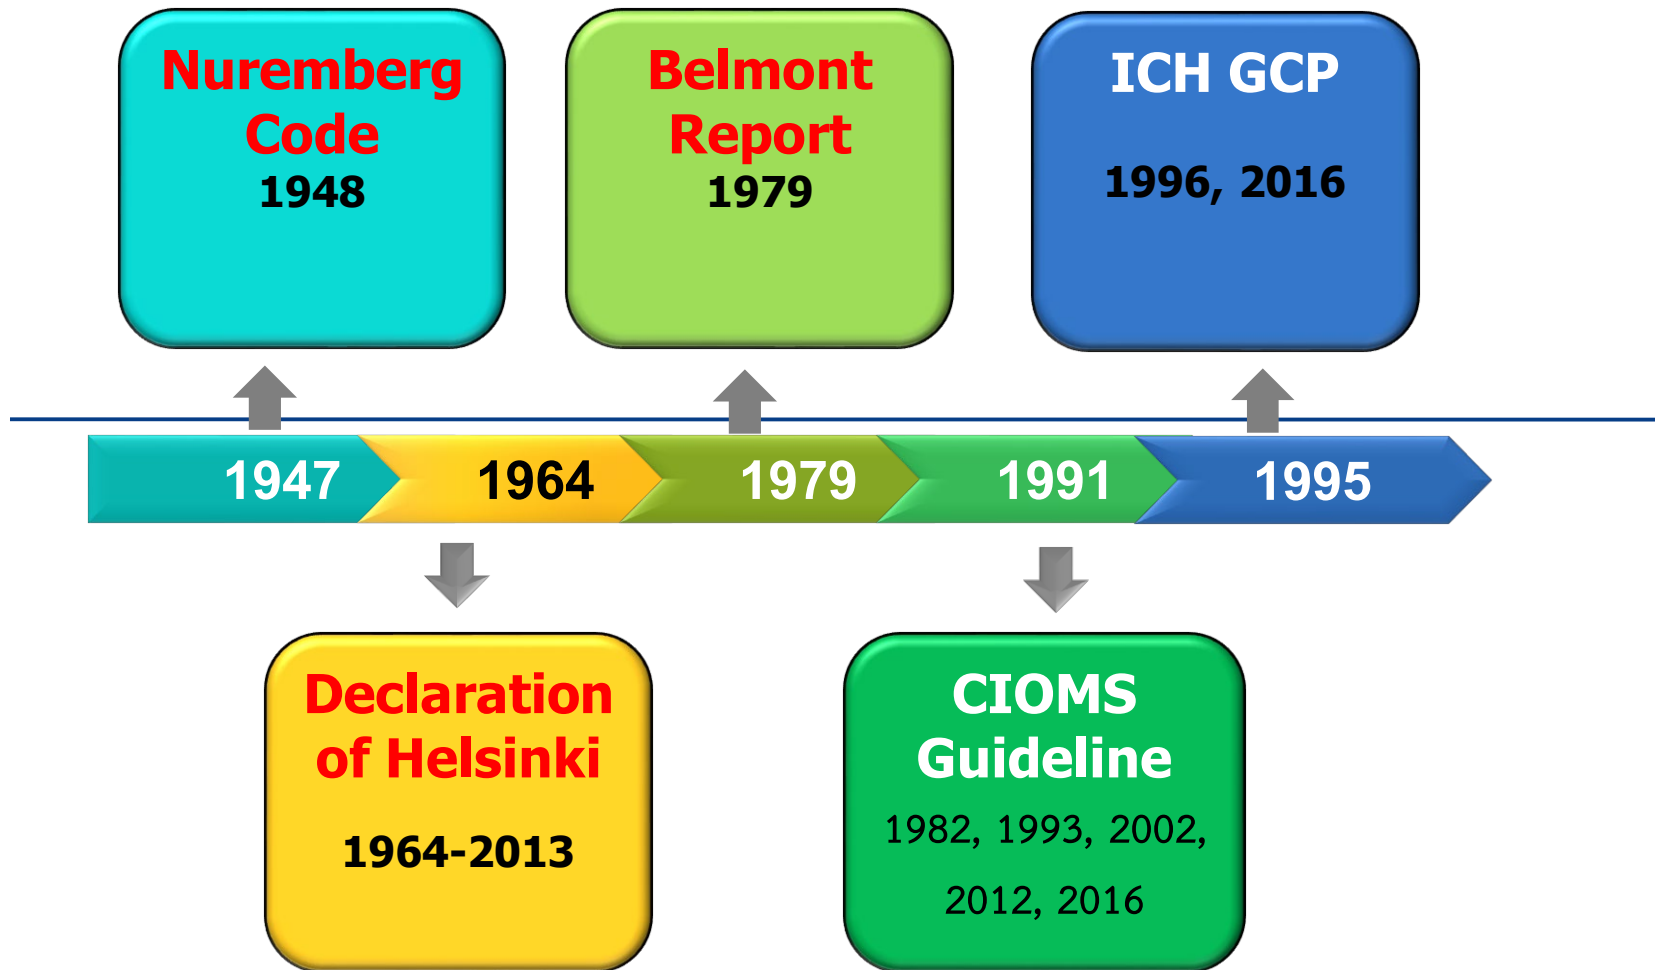 Nuremberg
Code
1948
Belmont
Report
1979
ICH GCP
1996, 2016
1947
1964
1979
1991
1995
Declaration
of Helsinki
1964-2013
CIOMS
Guideline
1982, 1993, 2002,
2012, 2016